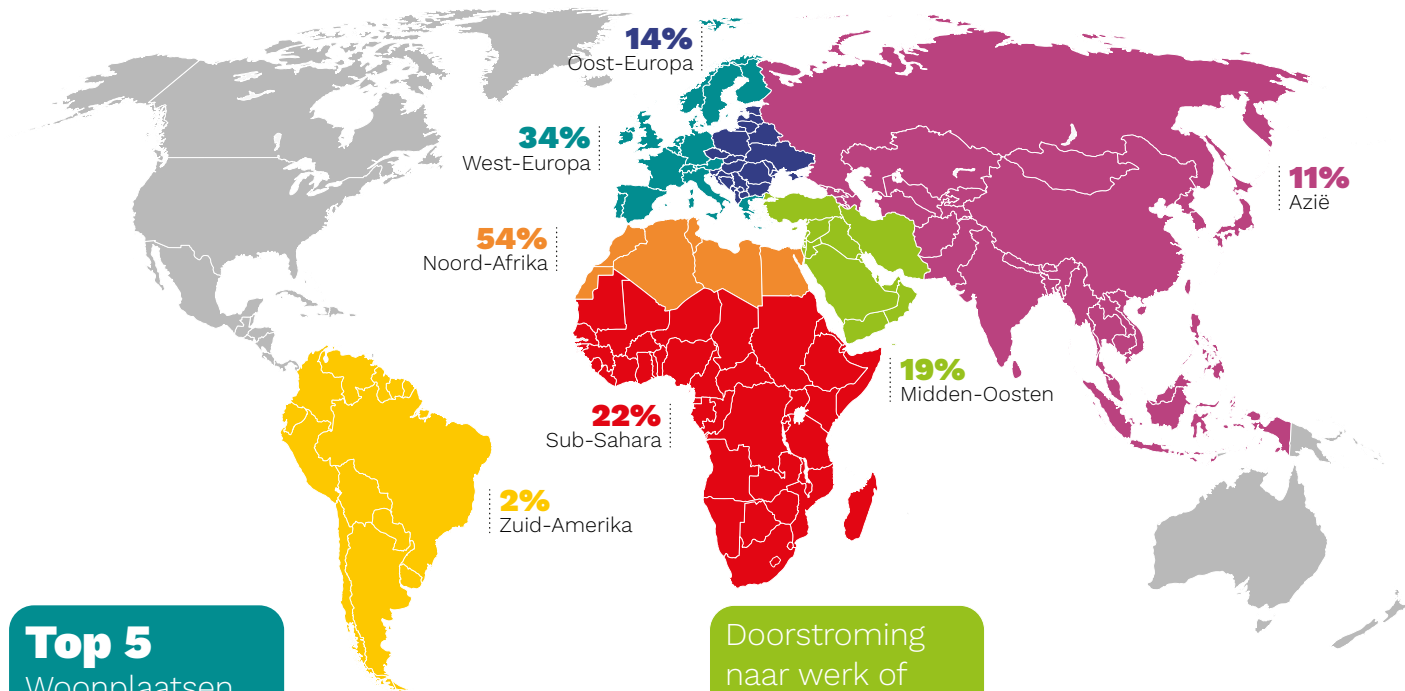 14%
Oost-Europa
34%
West-Europa
11%
Azië
54%
Noord-Afrika
19%
Midden-Oosten
22%
Sub-Sahara
2%
Zuid-Amerika
Top 5
Woonplaatsen
Doorstroming
naar werk of